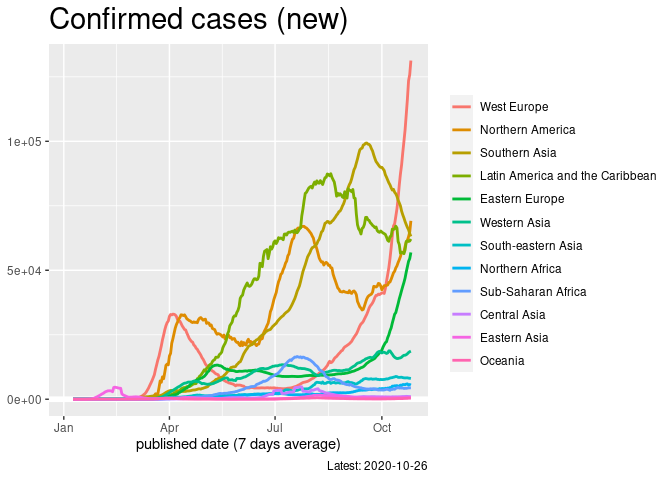 Confirmed cases (new)
1e+05
5e+04
0e+00
Jan
Apr
Jul
Oct
published date (7 days average)
Latest: 2020-10-26
West Europe
Northern America
Southern Asia
Latin America and the Caribbean
Eastern Europe
Western Asia
South-eastern Asia
Northern Africa
Sub-Saharan Africa
Central Asia
Eastern Asia
Oceania